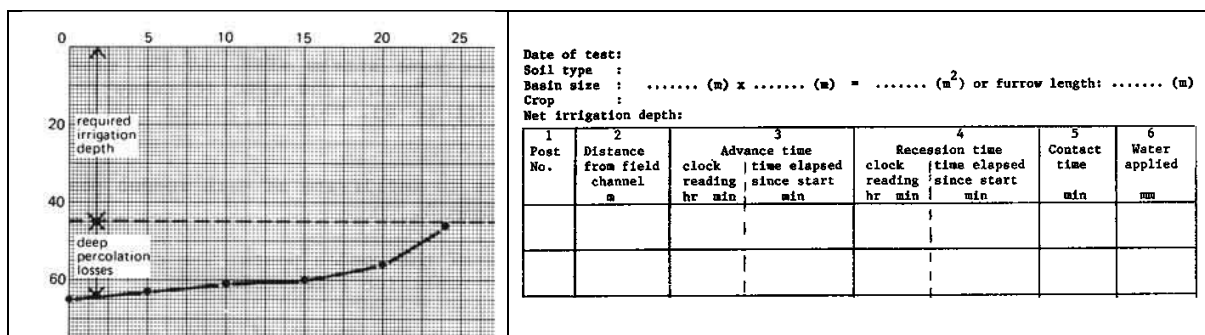 0 5 10 15 20 25
required
irrigation
depth
20
40
deep
percolation
losses
60
Date of test:
Soil type :
Basin size : ....... (m) x ....... (m) = ....... (m2) or furrow length: ....... (m)
Crop :
Net irrigation depth:
1 2 3 4 5 6
Post Distance Advance time Recession time Contact Water
No. from field clock time elapsed clock time elapsed time applied
channel reading since start reading since start
m hr min min hr min min min mm